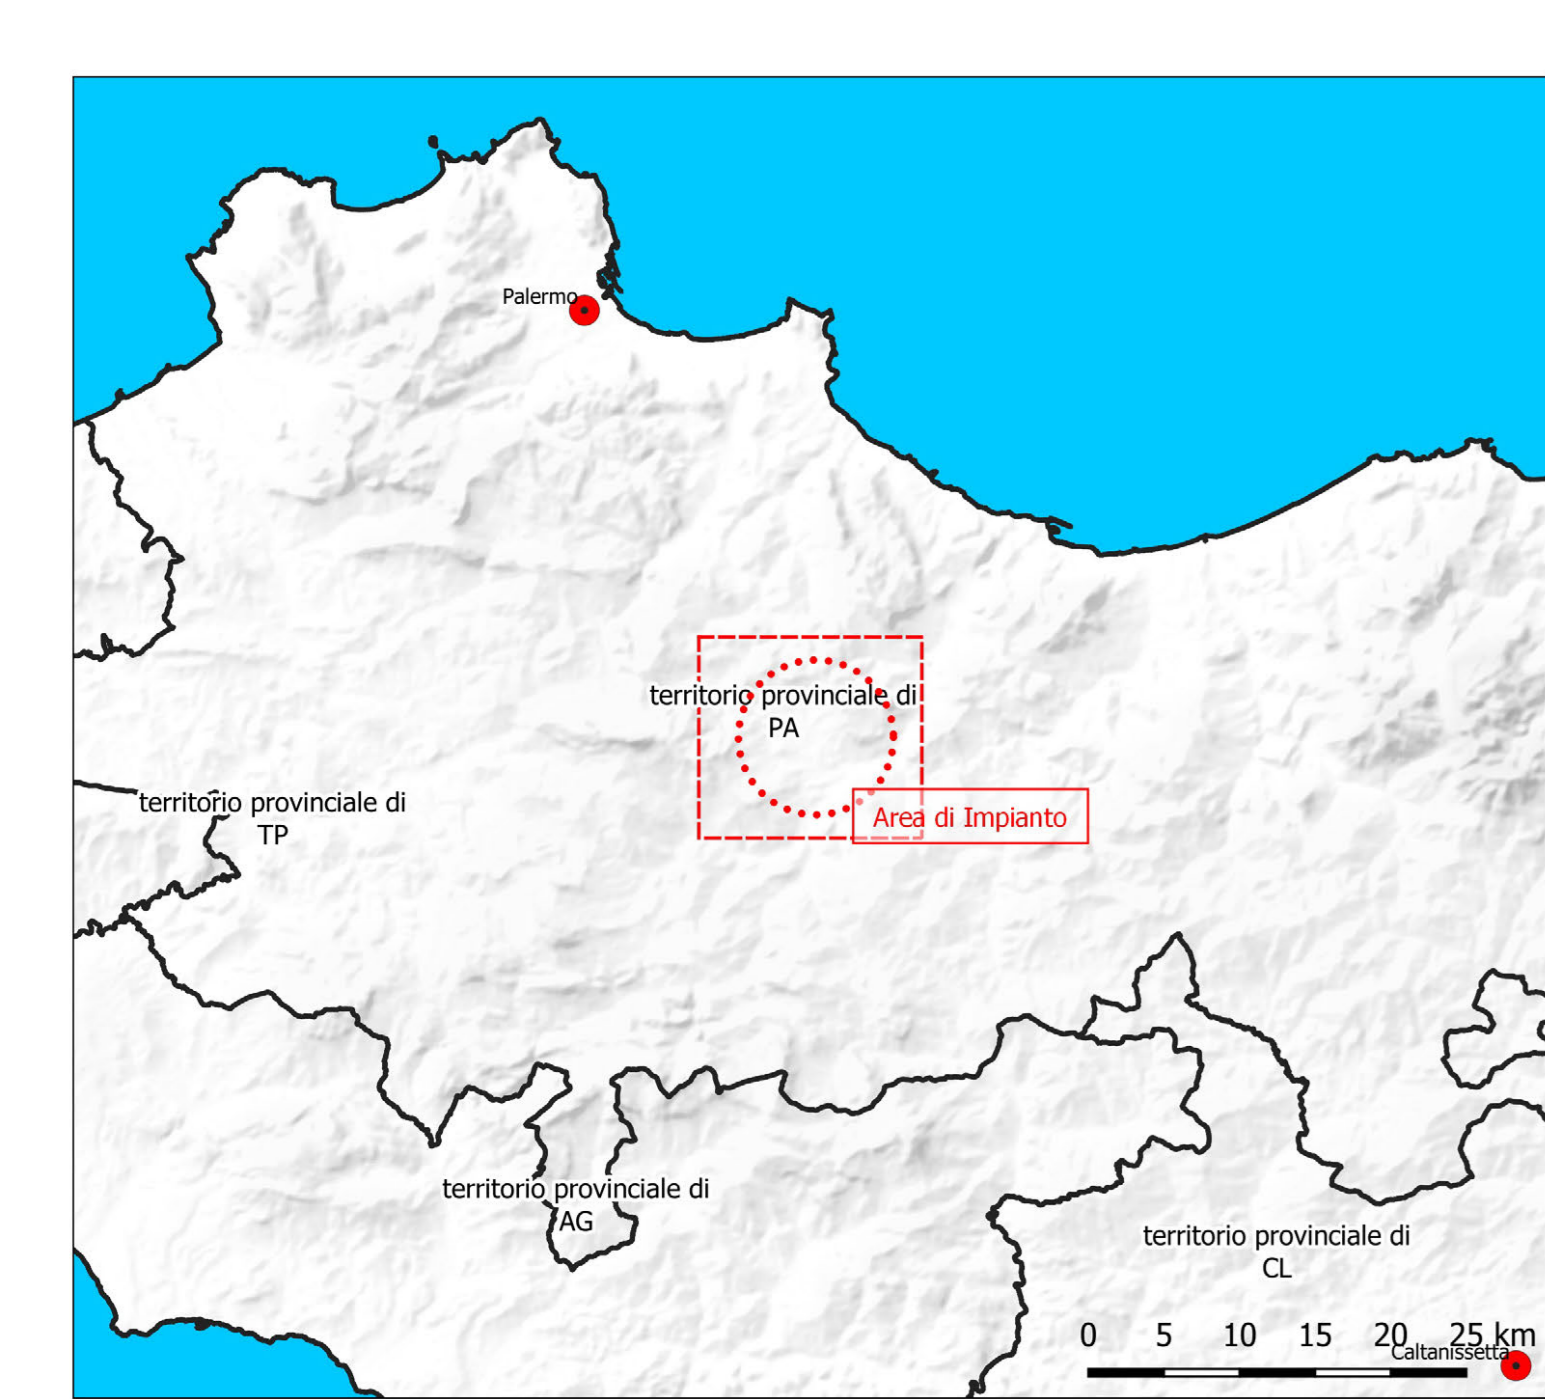 Palermo
territorio provinciale di
PA
territorio provinciale di
TP
Area di Impianto
territorio provinciale di
AG
territorio provinciale di
CL
0 5 10 15 20 25 km
Caltanissetta